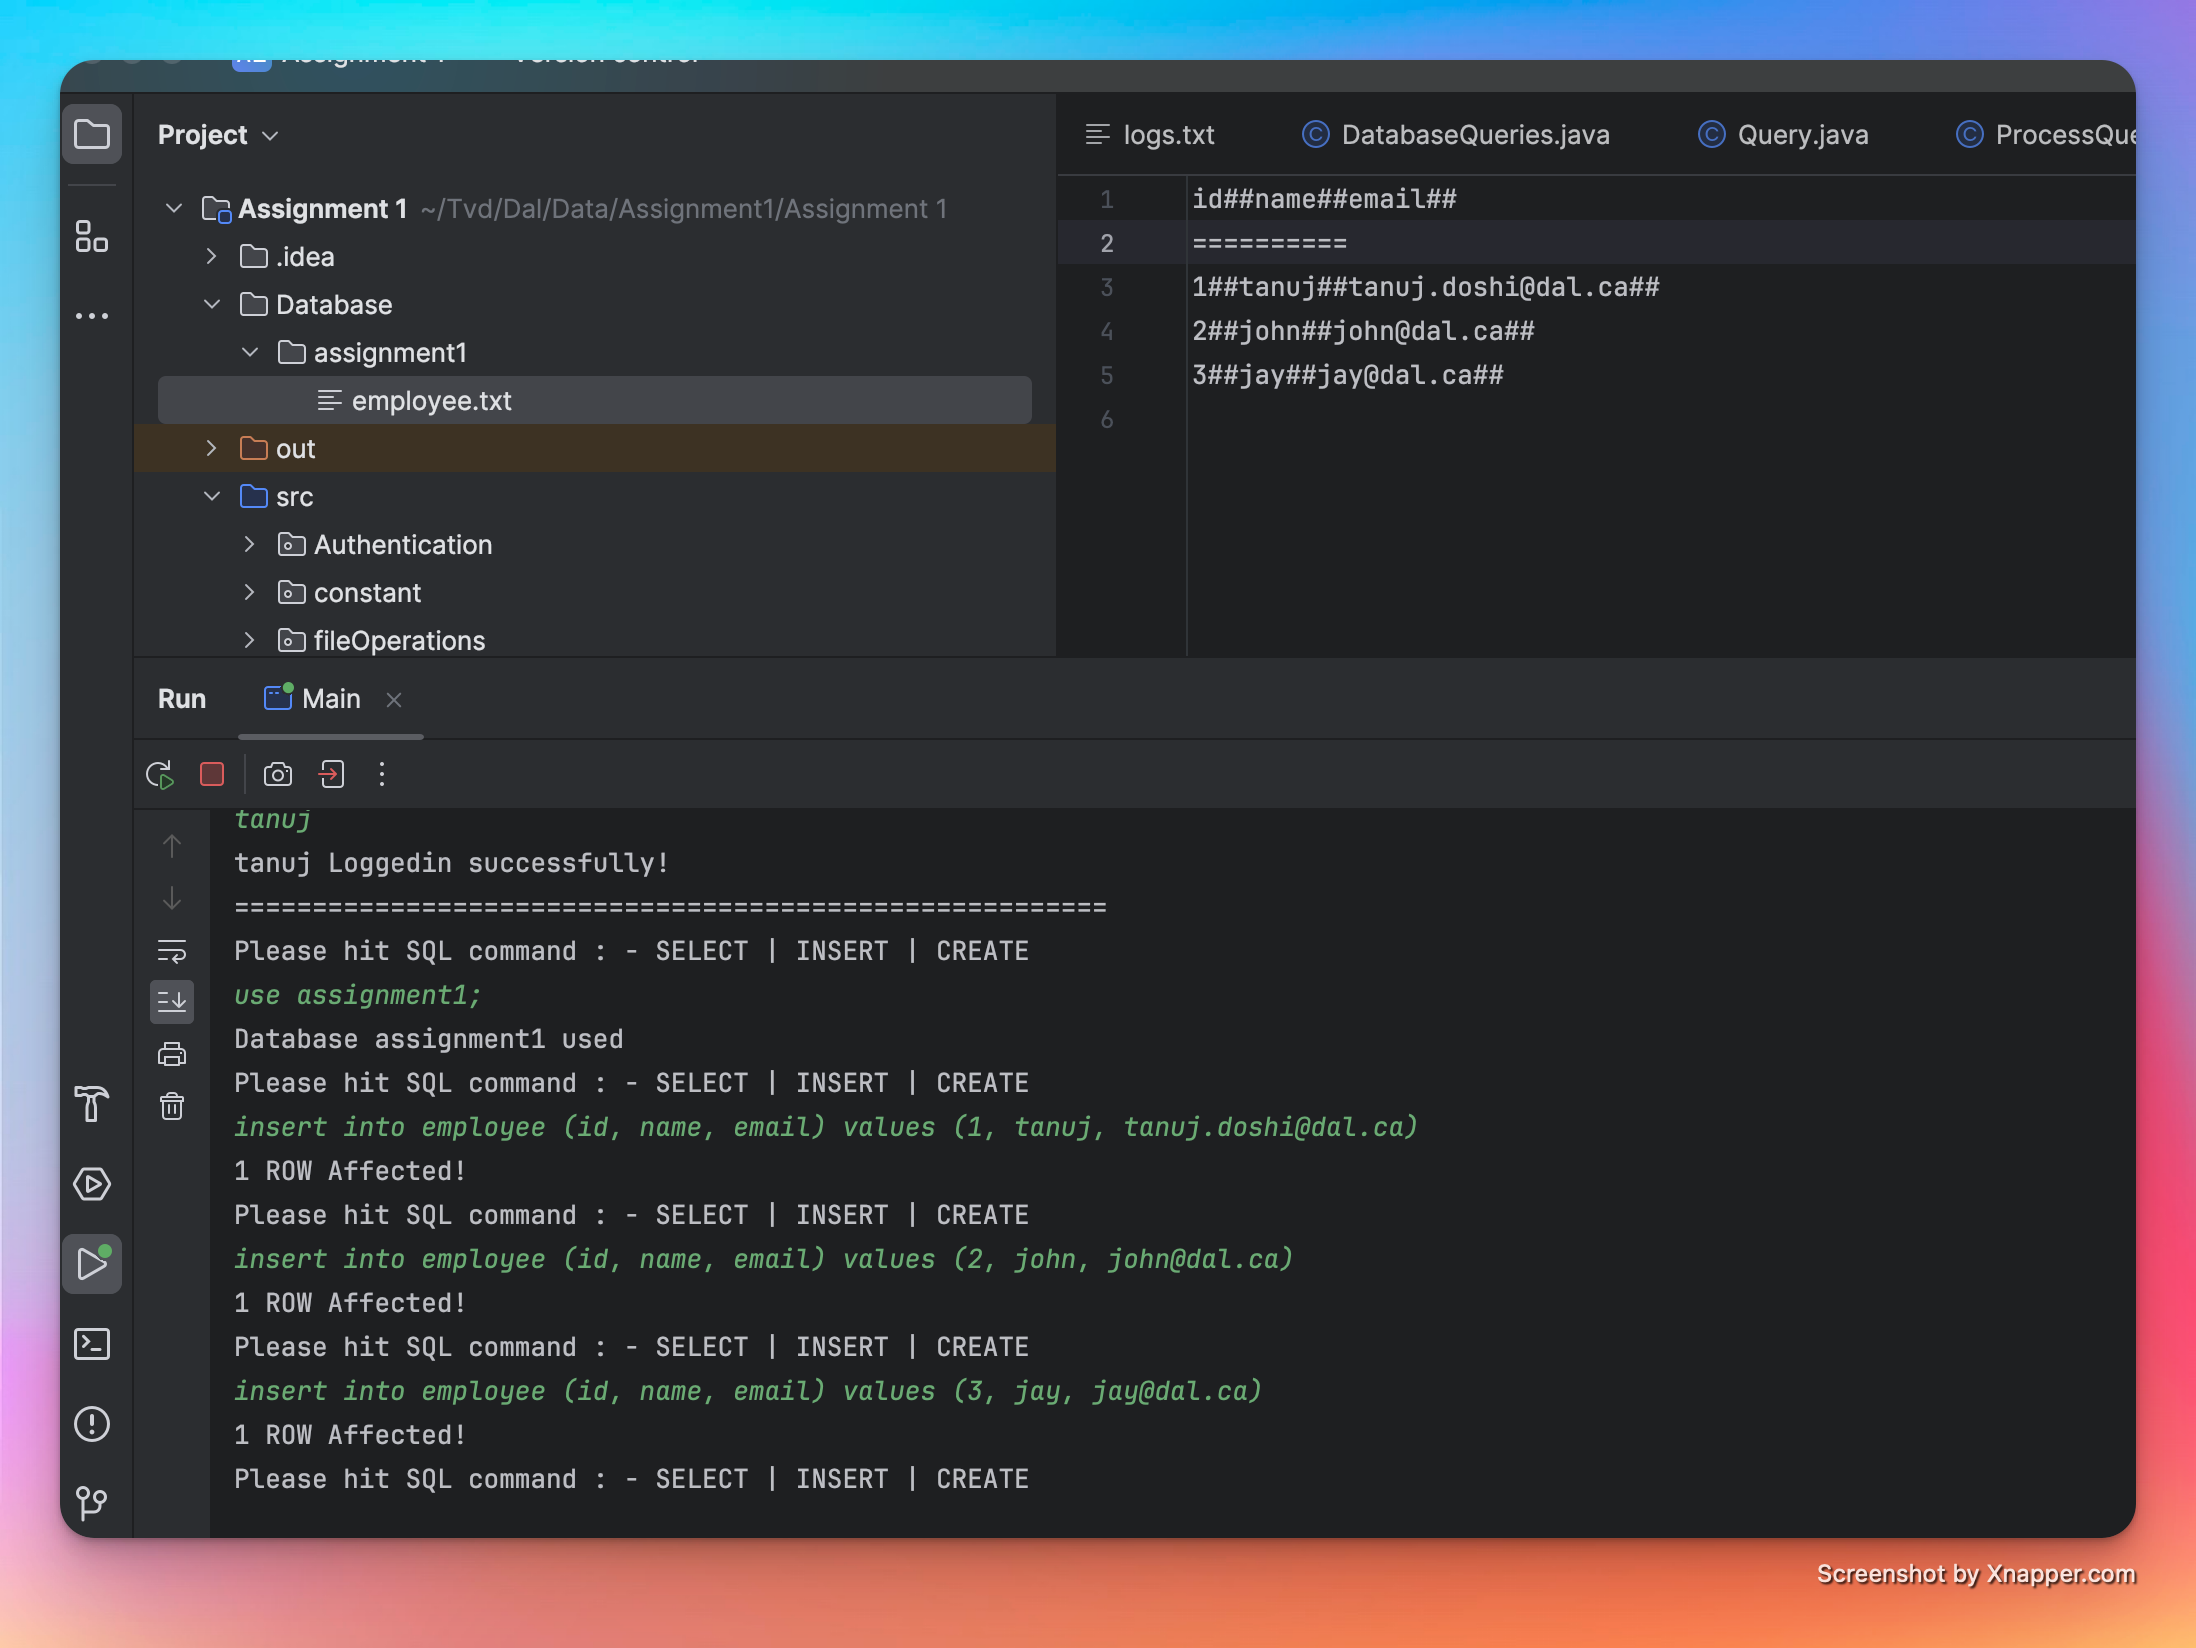 Assignment 1 Version control
Project
logs.txt DatabaseQueries.java Query.java ProcessQue
Assignment 1 ~/Tvd/Dal/Data/Assignment1/Assignment 1
.idea
Database
assignment1
employee.txt
out
src
Authentication
constant
fileOperations
1 id##name##email##
2 ==========
3 1##tanuj##tanuj.doshi@dal.ca##
4 2##john##john@dal.ca##
5 3##jay##jay@dal.ca##
6
Run Main
tanuj
tanuj Loggedin successfully!
========================================================
Please hit SQL command : - SELECT | INSERT | CREATE
use assignment1;
Database assignment1 used
Please hit SQL command : - SELECT | INSERT | CREATE
insert into employee (id, name, email) values (1, tanuj, tanuj.doshi@dal.ca)
1 ROW Affected!
Please hit SQL command : - SELECT | INSERT | CREATE
insert into employee (id, name, email) values (2, john, john@dal.ca)
1 ROW Affected!
Please hit SQL command : - SELECT | INSERT | CREATE
insert into employee (id, name, email) values (3, jay, jay@dal.ca)
1 ROW Affected!
Please hit SQL command : - SELECT | INSERT | CREATE
Screenshot by Xnapper.com